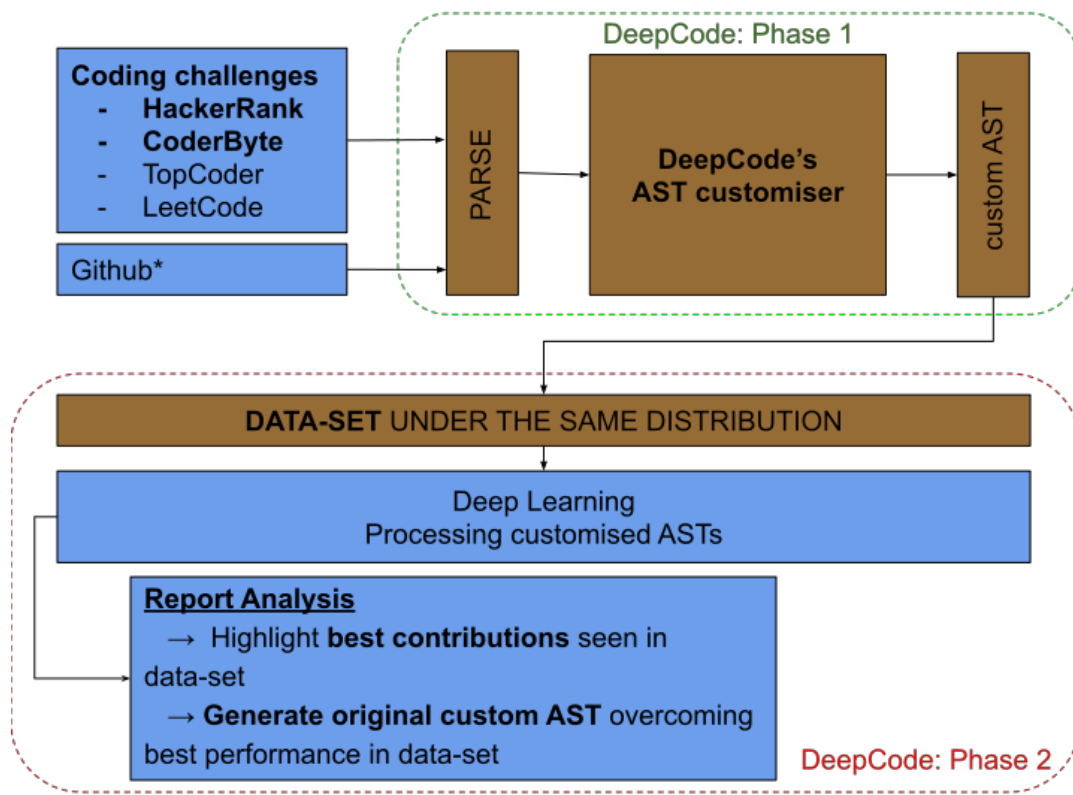 DeepCode: Phase 1
Coding challenges
- HackerRank
- CoderByte
- TopCoder
- LeetCode
Github*
PARSE
DeepCode’s
AST customiser
custom AST
DATA-SET UNDER THE SAME DISTRIBUTION
Deep Learning
Processing customised ASTs
Report Analysis
→ Highlight best contributions seen in
data-set
→ Generate original custom AST overcoming
best performance in data-set
DeepCode: Phase 2